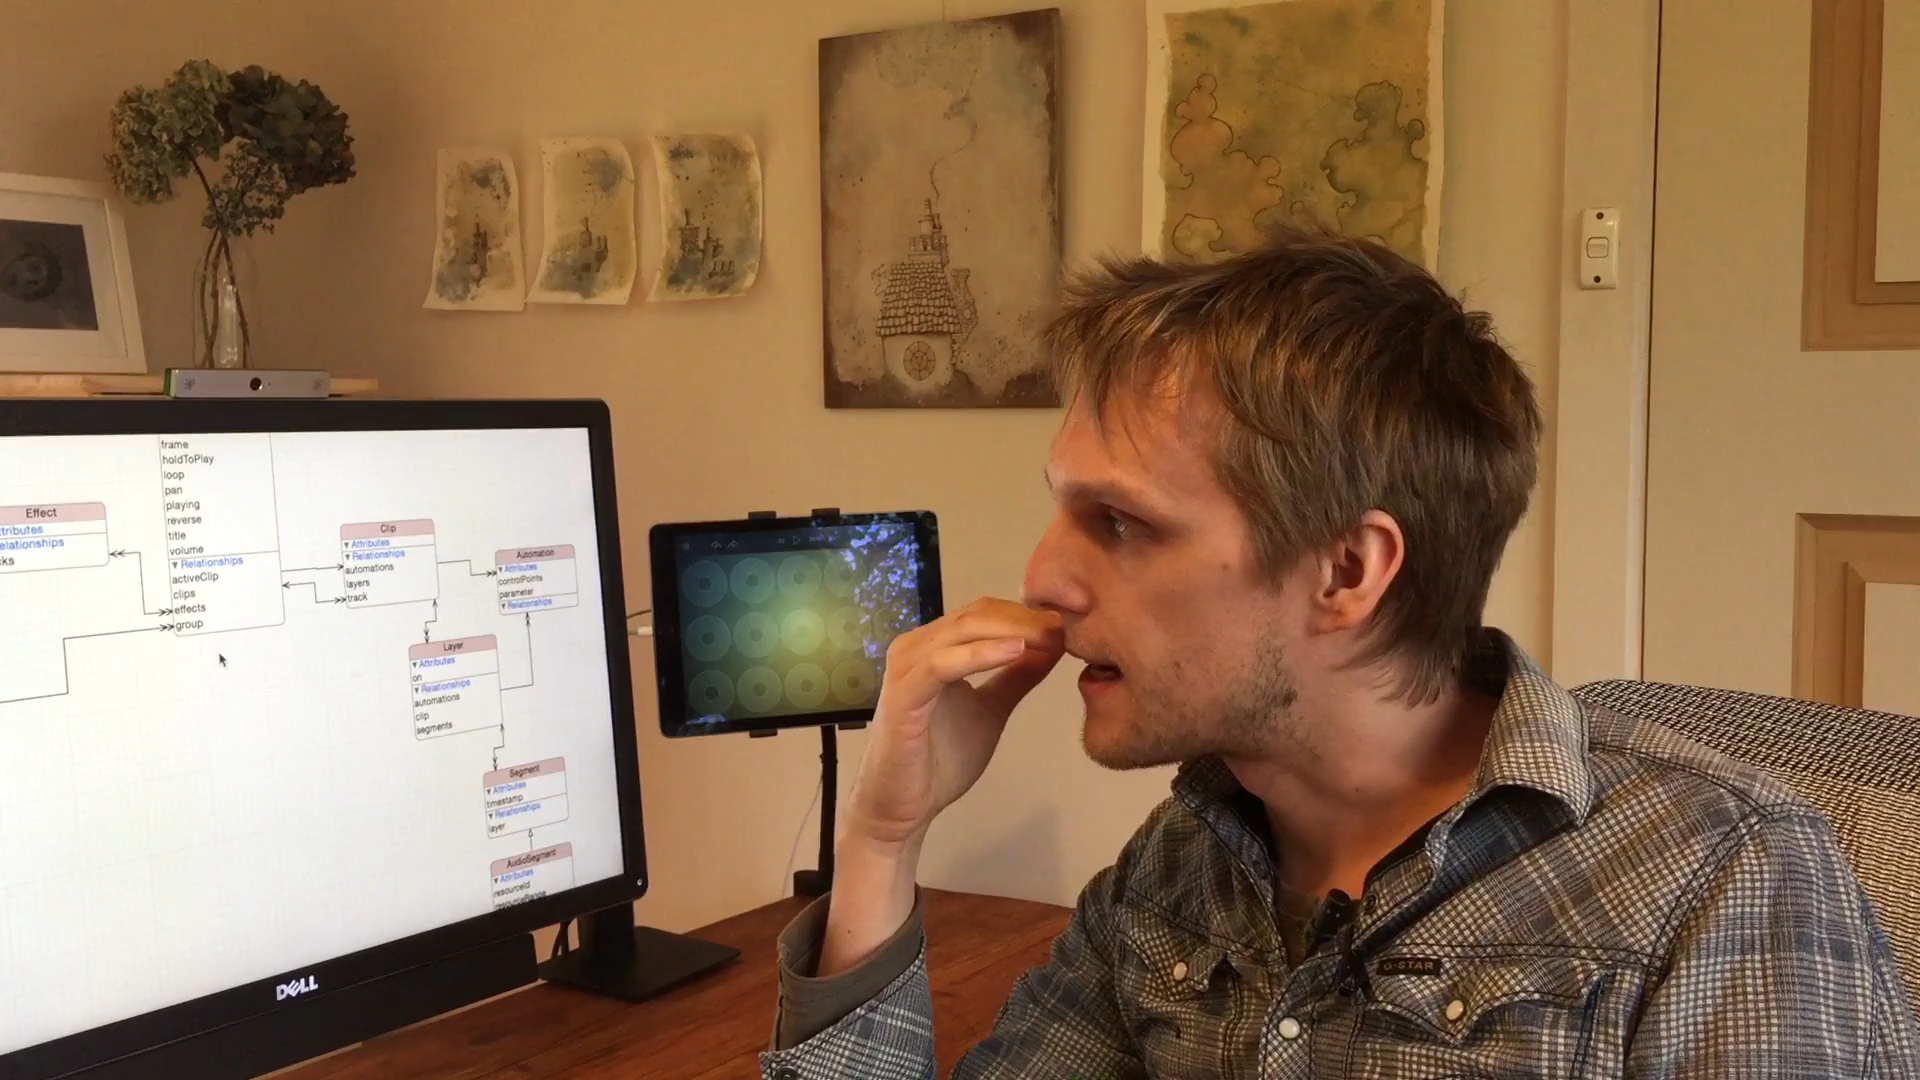 frame
holdToPlay
loop
pan
playing
reverse
title
volume
▼ Relationships
activeClip
clips
effects
group
Effect
ttributes
elationships
cks
Clip
▼ Attributes
▼ Relationships
automations
layers
track
Automation
▼ Attributes
controlPoints
parameter
▼ Relationships
Layer
▼ Attributes
on
▼ Relationships
automations
clip
segments
Segment
▼ Attributes
timestamp
▼ Relationships
layer
AudioSegment
▼ Attributes
resourceId
DELL
G-STAR